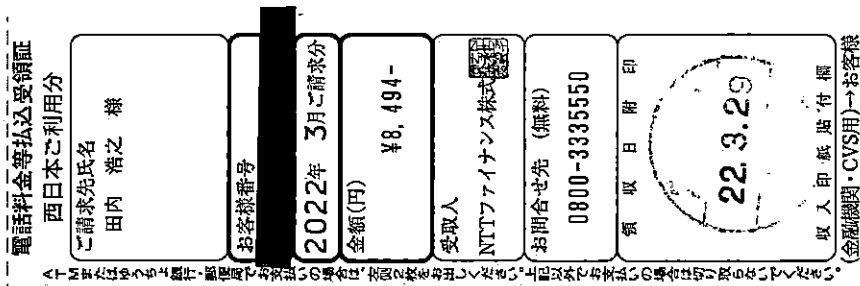 電話料金等払込受領証
西日本ご利用分
ご請求先氏名
田内 浩之 様
お客様番号
2022年 3月ご請求分
金額(円)
¥8,494-
受取人
NTTファイナンス株式会社
お問合せ先 (無料)
0800-3335550
領収日附印
22.3.29
収入印紙貼付欄
(金融機関・CVS用)→お客様
ATMまたはゆうちょ銀行・郵便局でお支払いの場合は、左側2枚をお出しください。上記以外でお支払いの場合は切り取らないでください。